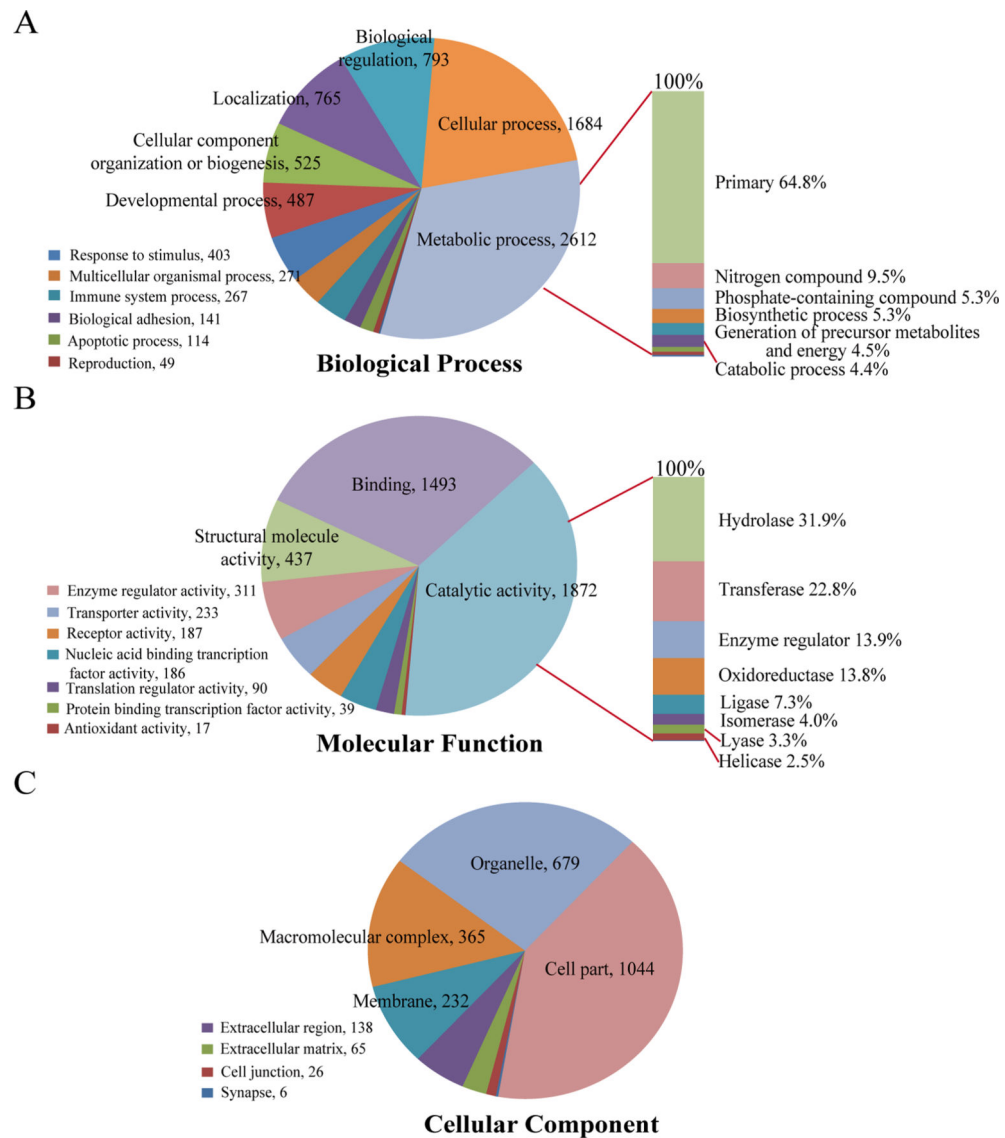 A
Biological
regulation, 793
Localization, 765
Cellular process, 1684
Cellular component
organization or biogenesis, 525
Developmental process, 487
Metabolic process, 2612
Response to stimulus, 403
Multicellular organismal process, 271
Immune system process, 267
Biological adhesion, 141
Apoptotic process, 114
Reproduction, 49
Biological Process
100%
Primary 64.8%
Nitrogen compound 9.5%
Phosphate-containing compound 5.3%
Biosynthetic process 5.3%
Generation of precursor metabolites
and energy 4.5%
Catabolic process 4.4%
B
Binding, 1493
Structural molecule
activity, 437
Catalytic activity, 1872
Enzyme regulator activity, 311
Transporter activity, 233
Receptor activity, 187
Nucleic acid binding trancription
factor activity, 186
Translation regulator activity, 90
Protein binding transcription factor activity, 39
Antioxidant activity, 17
Molecular Function
100%
Hydrolase 31.9%
Transferase 22.8%
Enzyme regulator 13.9%
Oxidoreductase 13.8%
Ligase 7.3%
Isomerase 4.0%
Lyase 3.3%
Helicase 2.5%
C
Organelle, 679
Macromolecular complex, 365
Cell part, 1044
Membrane, 232
Extracellular region, 138
Extracellular matrix, 65
Cell junction, 26
Synapse, 6
Cellular Component